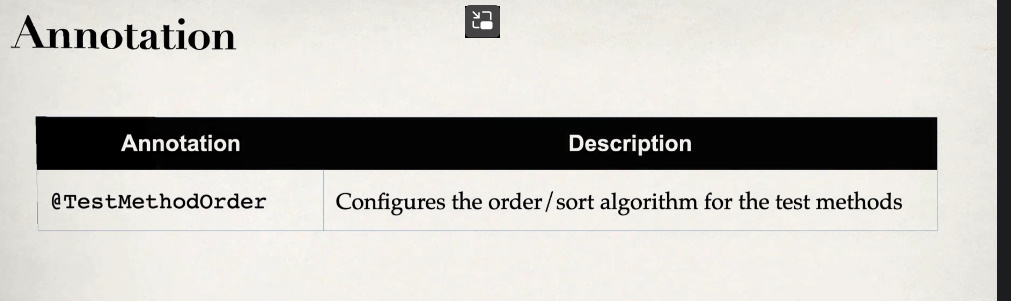 Annotation
Annotation Description
@TestMethodOrder Configures the order/sort algorithm for the test methods